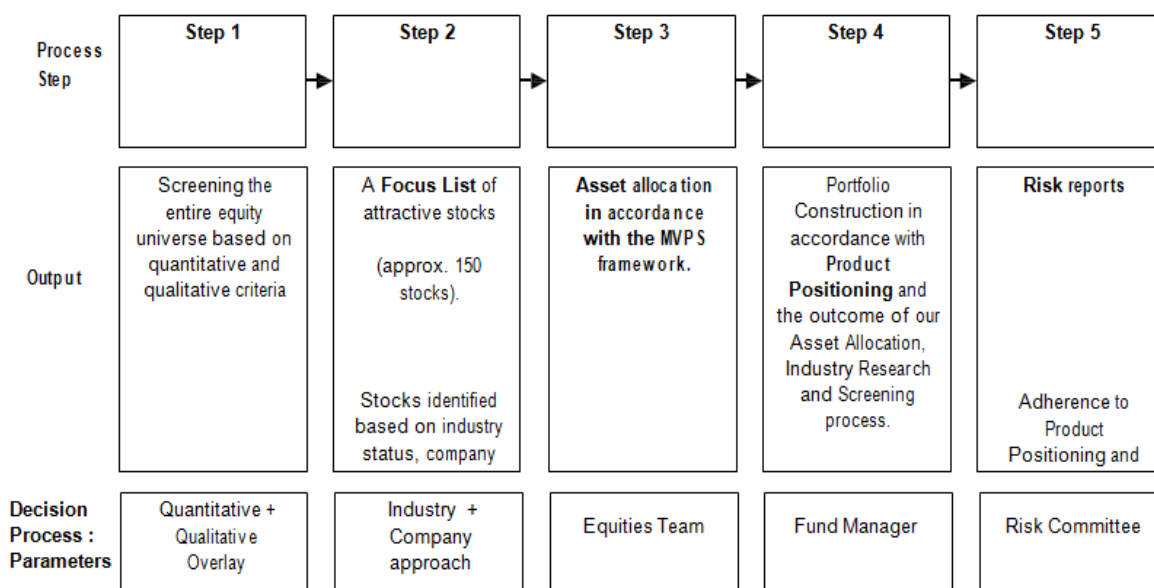 Process
Step
Step 1
Step 2
Step 3
Step 4
Step 5
Output
Screening the
entire equity
universe based on
quantitative and
qualitative criteria
A Focus List of
attractive stocks
(approx. 150
stocks).
Stocks identified
based on industry
status, company
Asset allocation
in accordance
with the MVPS
framework.
Portfolio
Construction in
accordance with
Product
Positioning and
the outcome of our
Asset Allocation,
Industry Research
and Screening
process.
Risk reports
Adherence to
Product
Positioning and
Decision
Process :
Parameters
Quantitative +
Qualitative
Overlay
Industry +
Company
approach
Equities Team
Fund Manager
Risk Committee